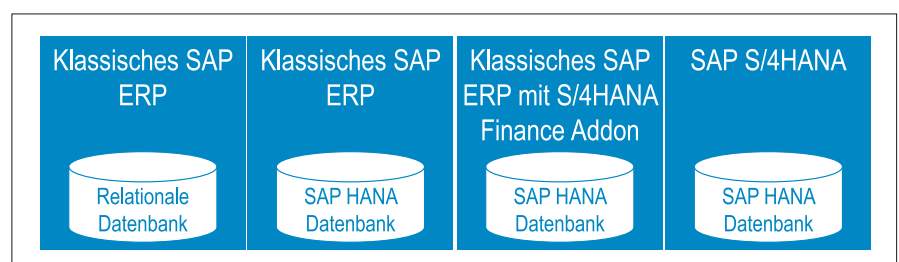 Klassisches SAP
ERP
Relationale
Datenbank
Klassisches SAP
ERP
SAP HANA
Datenbank
Klassisches SAP
ERP mit S/4HANA
Finance Addon
SAP HANA
Datenbank
SAP S/4HANA
SAP HANA
Datenbank